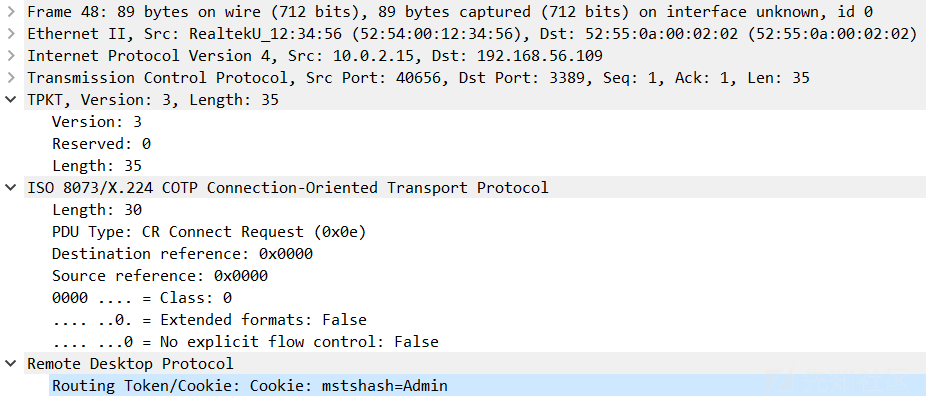 Frame 48: 89 bytes on wire (712 bits), 89 bytes captured (712 bits) on interface unknown, id 0
Ethernet II, Src: RealtekU_12:34:56 (52:54:00:12:34:56), Dst: 52:55:0a:00:02:02 (52:55:0a:00:02:02)
Internet Protocol Version 4, Src: 10.0.2.15, Dst: 192.168.56.109
Transmission Control Protocol, Src Port: 40656, Dst Port: 3389, Seq: 1, Ack: 1, Len: 35
TPKT, Version: 3, Length: 35
Version: 3
Reserved: 0
Length: 35
ISO 8073/X.224 COTP Connection-Oriented Transport Protocol
Length: 30
PDU Type: CR Connect Request (0x0e)
Destination reference: 0x0000
Source reference: 0x0000
0000 .... = Class: 0
.... ..0. = Extended formats: False
.... ...0 = No explicit flow control: False
Remote Desktop Protocol
Routing Token/Cookie: Cookie: mstshash=Admin